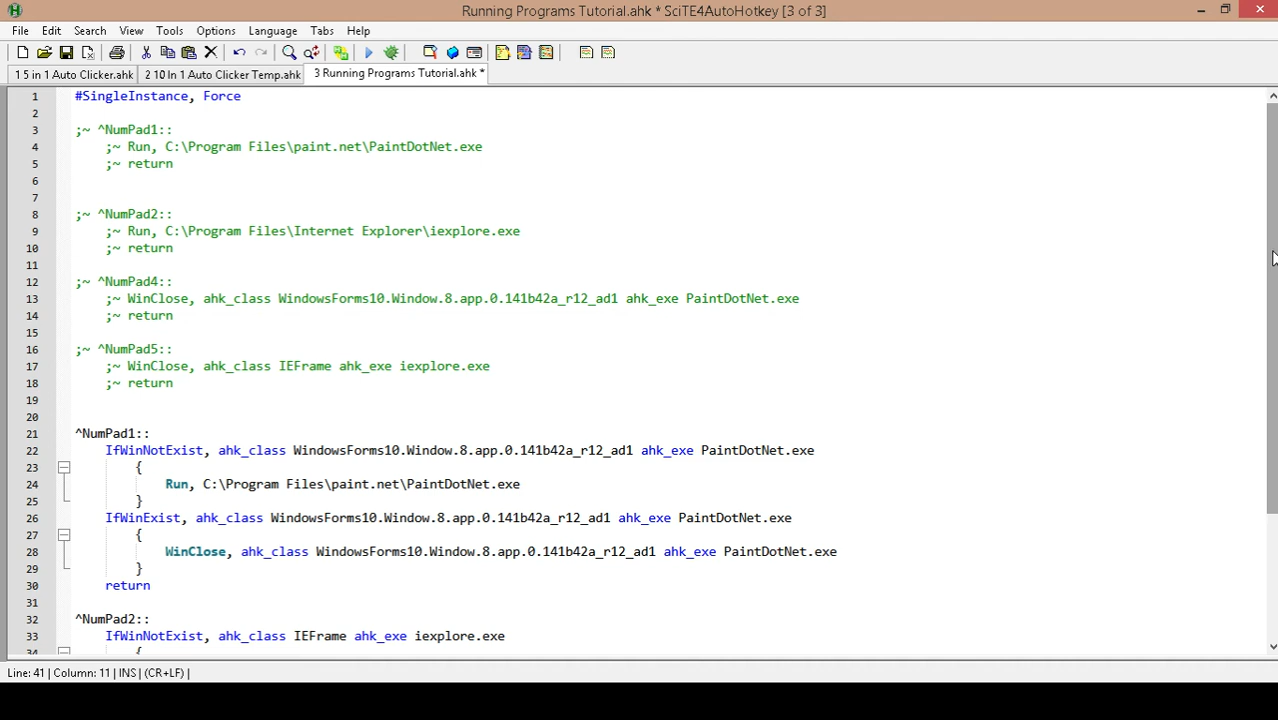 Running Programs Tutorial.ahk * SciTE4AutoHotkey [3 of 3]
File Edit Search View Tools Options Language Tabs Help
1 5 in 1 Auto Clicker.ahk 2 10 In 1 Auto Clicker Temp.ahk 3 Running Programs Tutorial.ahk *
1 #SingleInstance, Force
2
3 ;~ ^NumPad1::
4 ;~ Run, C:\Program Files\paint.net\PaintDotNet.exe
5 ;~ return
6
7
8 ;~ ^NumPad2::
9 ;~ Run, C:\Program Files\Internet Explorer\iexplore.exe
10 ;~ return
11
12 ;~ ^NumPad4::
13 ;~ WinClose, ahk_class WindowsForms10.Window.8.app.0.141b42a_r12_ad1 ahk_exe PaintDotNet.exe
14 ;~ return
15
16 ;~ ^NumPad5::
17 ;~ WinClose, ahk_class IEFrame ahk_exe iexplore.exe
18 ;~ return
19
20
21 ^NumPad1::
22 IfWinNotExist, ahk_class WindowsForms10.Window.8.app.0.141b42a_r12_ad1 ahk_exe PaintDotNet.exe
23 {
24 Run, C:\Program Files\paint.net\PaintDotNet.exe
25 }
26 IfWinExist, ahk_class WindowsForms10.Window.8.app.0.141b42a_r12_ad1 ahk_exe PaintDotNet.exe
27 {
28 WinClose, ahk_class WindowsForms10.Window.8.app.0.141b42a_r12_ad1 ahk_exe PaintDotNet.exe
29 }
30 return
31
32 ^NumPad2::
33 IfWinNotExist, ahk_class IEFrame ahk_exe iexplore.exe
34 {
Line: 41 | Column: 11 | INS | (CR+LF) |